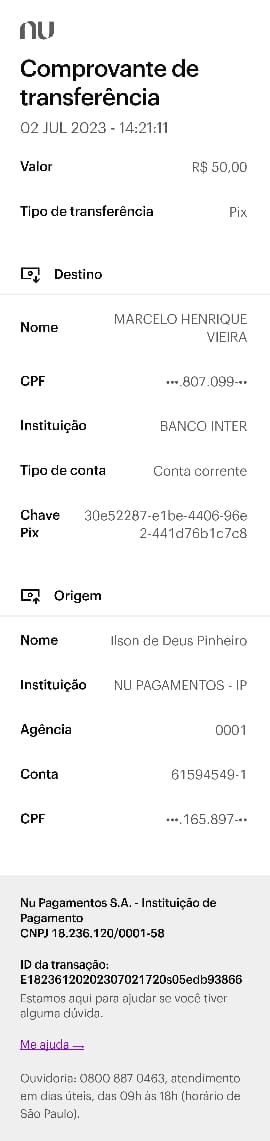 nu
Comprovante de
transferência
02 JUL 2023 - 14:21:11
Valor R$ 50,00
Tipo de transferência Pix
Destino
Nome MARCELO HENRIQUE
VIEIRA
CPF •••.807.099-••
Instituição BANCO INTER
Tipo de conta Conta corrente
Chave 30e52287-e1be-4406-96e
Pix 2-441d76b1c7c8
Origem
Nome Ilson de Deus Pinheiro
Instituição NU PAGAMENTOS - IP
Agência 0001
Conta 61594549-1
CPF •••.165.897-••
Nu Pagamentos S.A. - Instituição de
Pagamento
CNPJ 18.236.120/0001-58
ID da transação:
E18236120202307021720s05edb93866
Estamos aqui para ajudar se você tiver
alguma dúvida.
Me ajuda →
Ouvidoria: 0800 887 0463, atendimento
em dias úteis, das 09h às 18h (horário de
São Paulo).